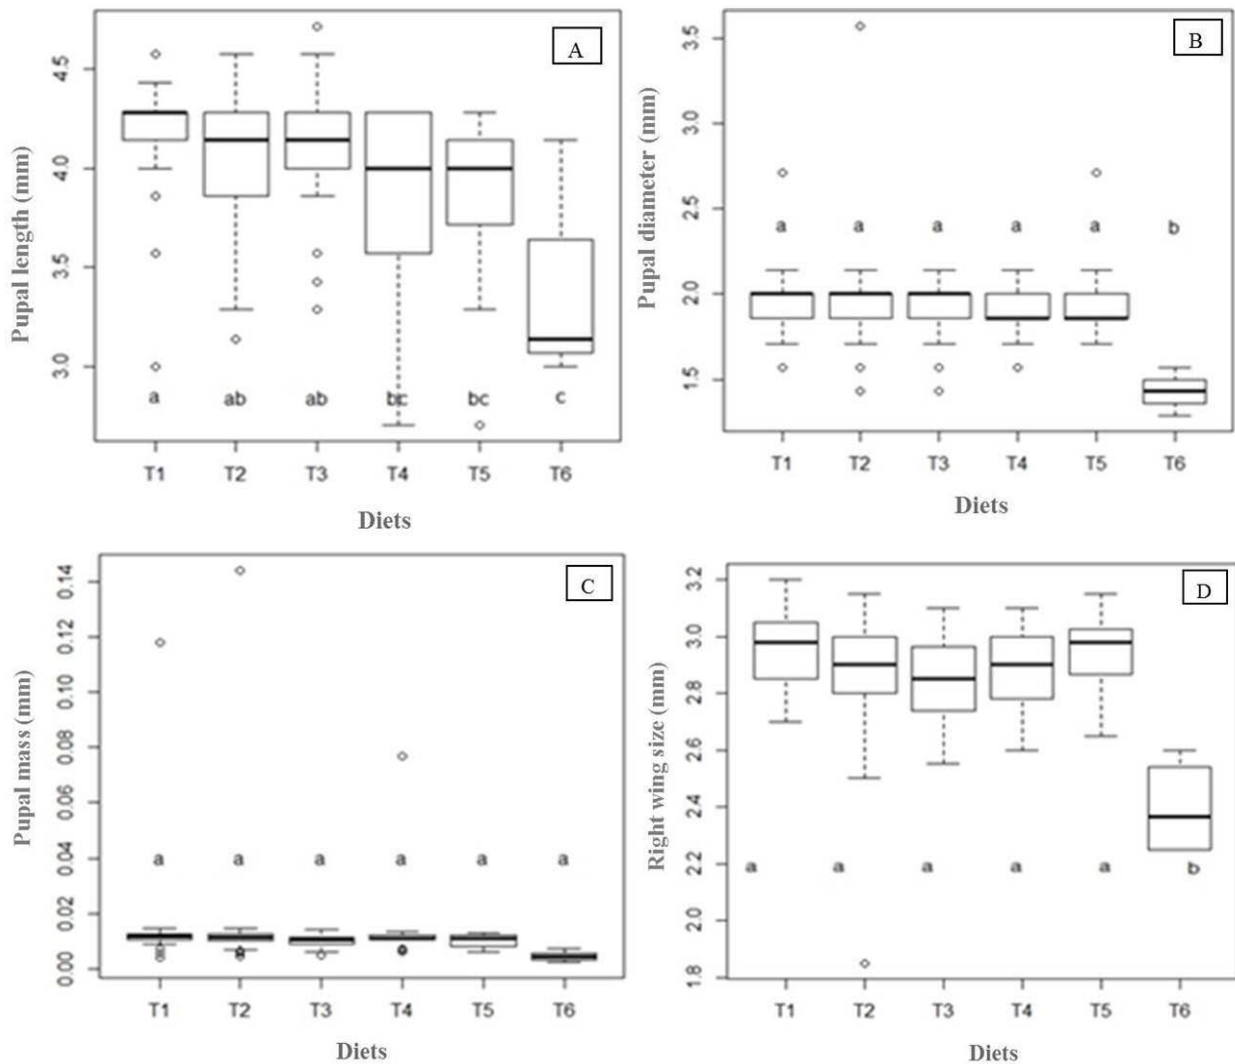 A
Pupal length (mm)
4.5
4.0
3.5
3.0
a ab ab bc bc c
T1 T2 T3 T4 T5 T6
Diets
B
Pupal diameter (mm)
3.5
3.0
2.5
2.0
1.5
a a a a a b
T1 T2 T3 T4 T5 T6
Diets
C
Pupal mass (mm)
0.14
0.12
0.10
0.08
0.06
0.04
0.02
0.00
a a a a a a
T1 T2 T3 T4 T5 T6
Diets
D
Right wing size (mm)
3.2
3.0
2.8
2.6
2.4
2.2
2.0
1.8
a a a a a b
T1 T2 T3 T4 T5 T6
Diets